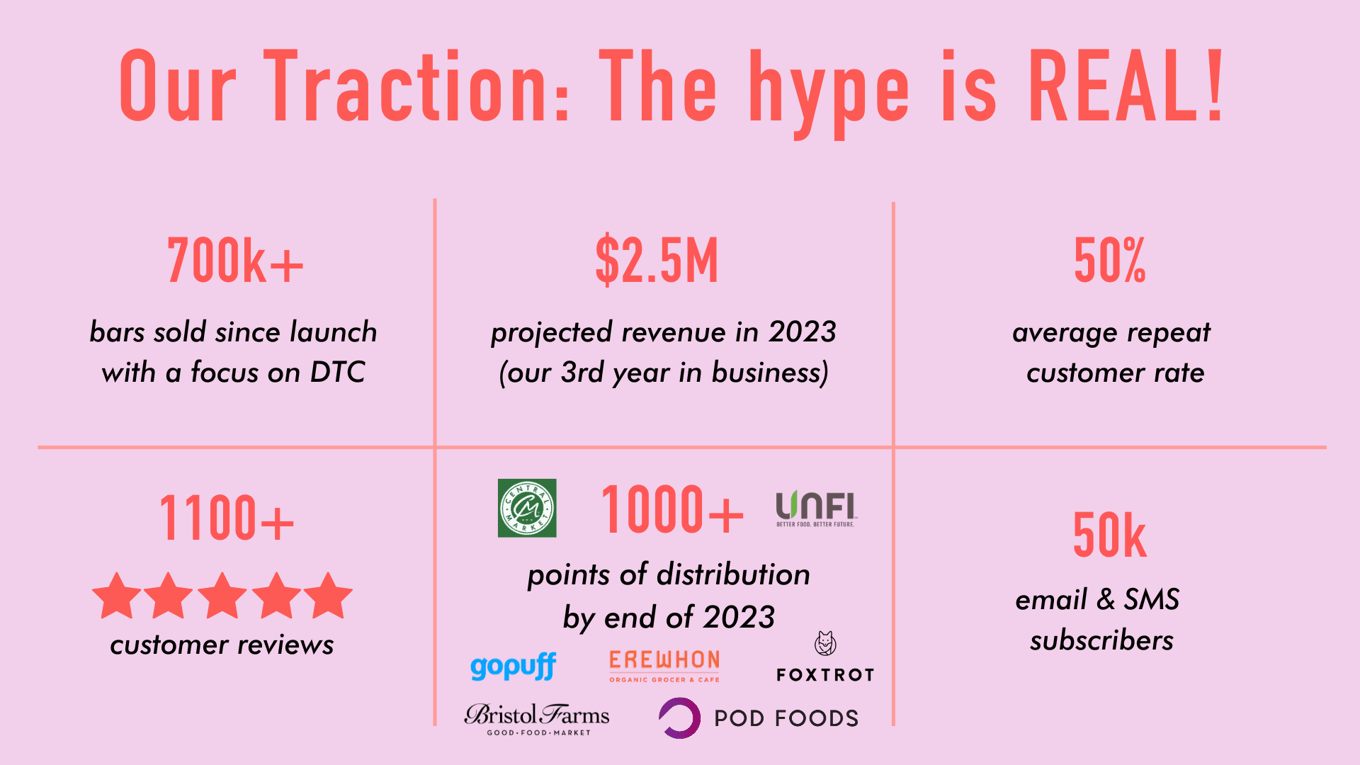 Our Traction: The hype is REAL!
700k+
bars sold since launch
with a focus on DTC
$2.5M
projected revenue in 2023
(our 3rd year in business)
50%
average repeat
customer rate
1100+
customer reviews
CENTRAL
CM
MARKET
1000+
UNFI
BETTER FOOD. BETTER FUTURE.
points of distribution
by end of 2023
gopuff
EREWHON
ORGANIC GROCER & CAFE
FOXTROT
Bristol Farms
GOOD·FOOD·MARKET
POD FOODS
50k
email & SMS
subscribers